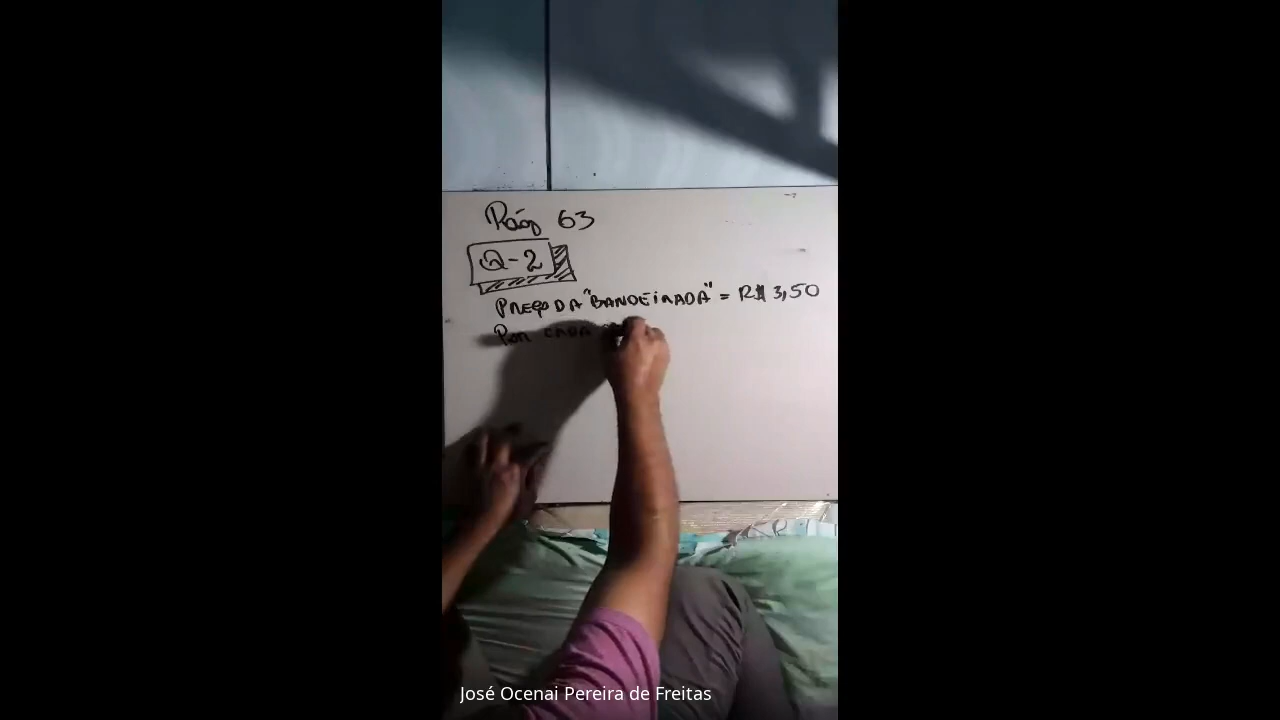 Pág 63
Q-2
PREÇO DA "BANDEIRADA" = R$ 3,50
POR CADA
José Ocenai Pereira de Freitas